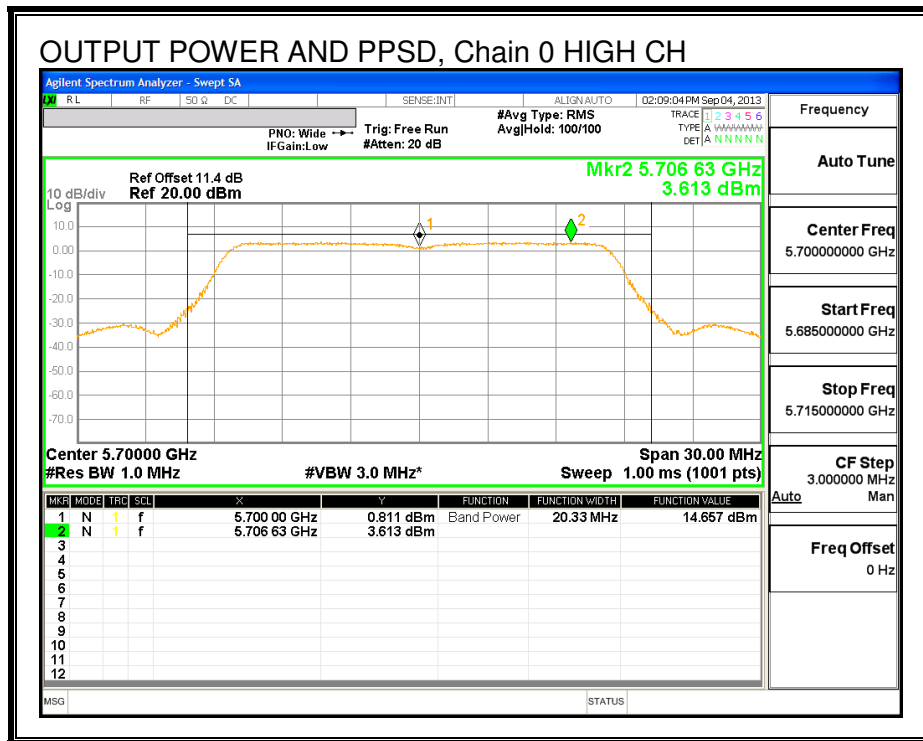 OUTPUT POWER AND PPSD, Chain 0 HIGH CH
Agilent Spectrum Analyzer - Swept SA
LXI RL RF 50 Ω DC SENSE:INT ALIGN AUTO 02:09:04 PM Sep 04, 2013
PNO: Wide
IFGain:Low
Trig: Free Run
#Atten: 20 dB
#Avg Type: RMS
Avg|Hold: 100/100
TRACE 1 2 3 4 5 6
TYPE A WWWWW
DET A N N N N N
Mkr2 5.706 63 GHz
3.613 dBm
Ref Offset 11.4 dB
10 dB/div Ref 20.00 dBm
Log
10.0
0.00
-10.0
-20.0
-30.0
-40.0
-50.0
-60.0
-70.0
1
2
Center 5.70000 GHz Span 30.00 MHz
#Res BW 1.0 MHz #VBW 3.0 MHz* Sweep 1.00 ms (1001 pts)
MKR MODE TRC SCL X Y FUNCTION FUNCTION WIDTH FUNCTION VALUE
1 N 1 f 5.700 00 GHz 0.811 dBm Band Power 20.33 MHz 14.657 dBm
2 N 1 f 5.706 63 GHz 3.613 dBm
3
4
5
6
7
8
9
10
11
12
MSG STATUS
Frequency
Auto Tune
Center Freq
5.700000000 GHz
Start Freq
5.685000000 GHz
Stop Freq
5.715000000 GHz
CF Step
3.000000 MHz
Auto Man
Freq Offset
0 Hz